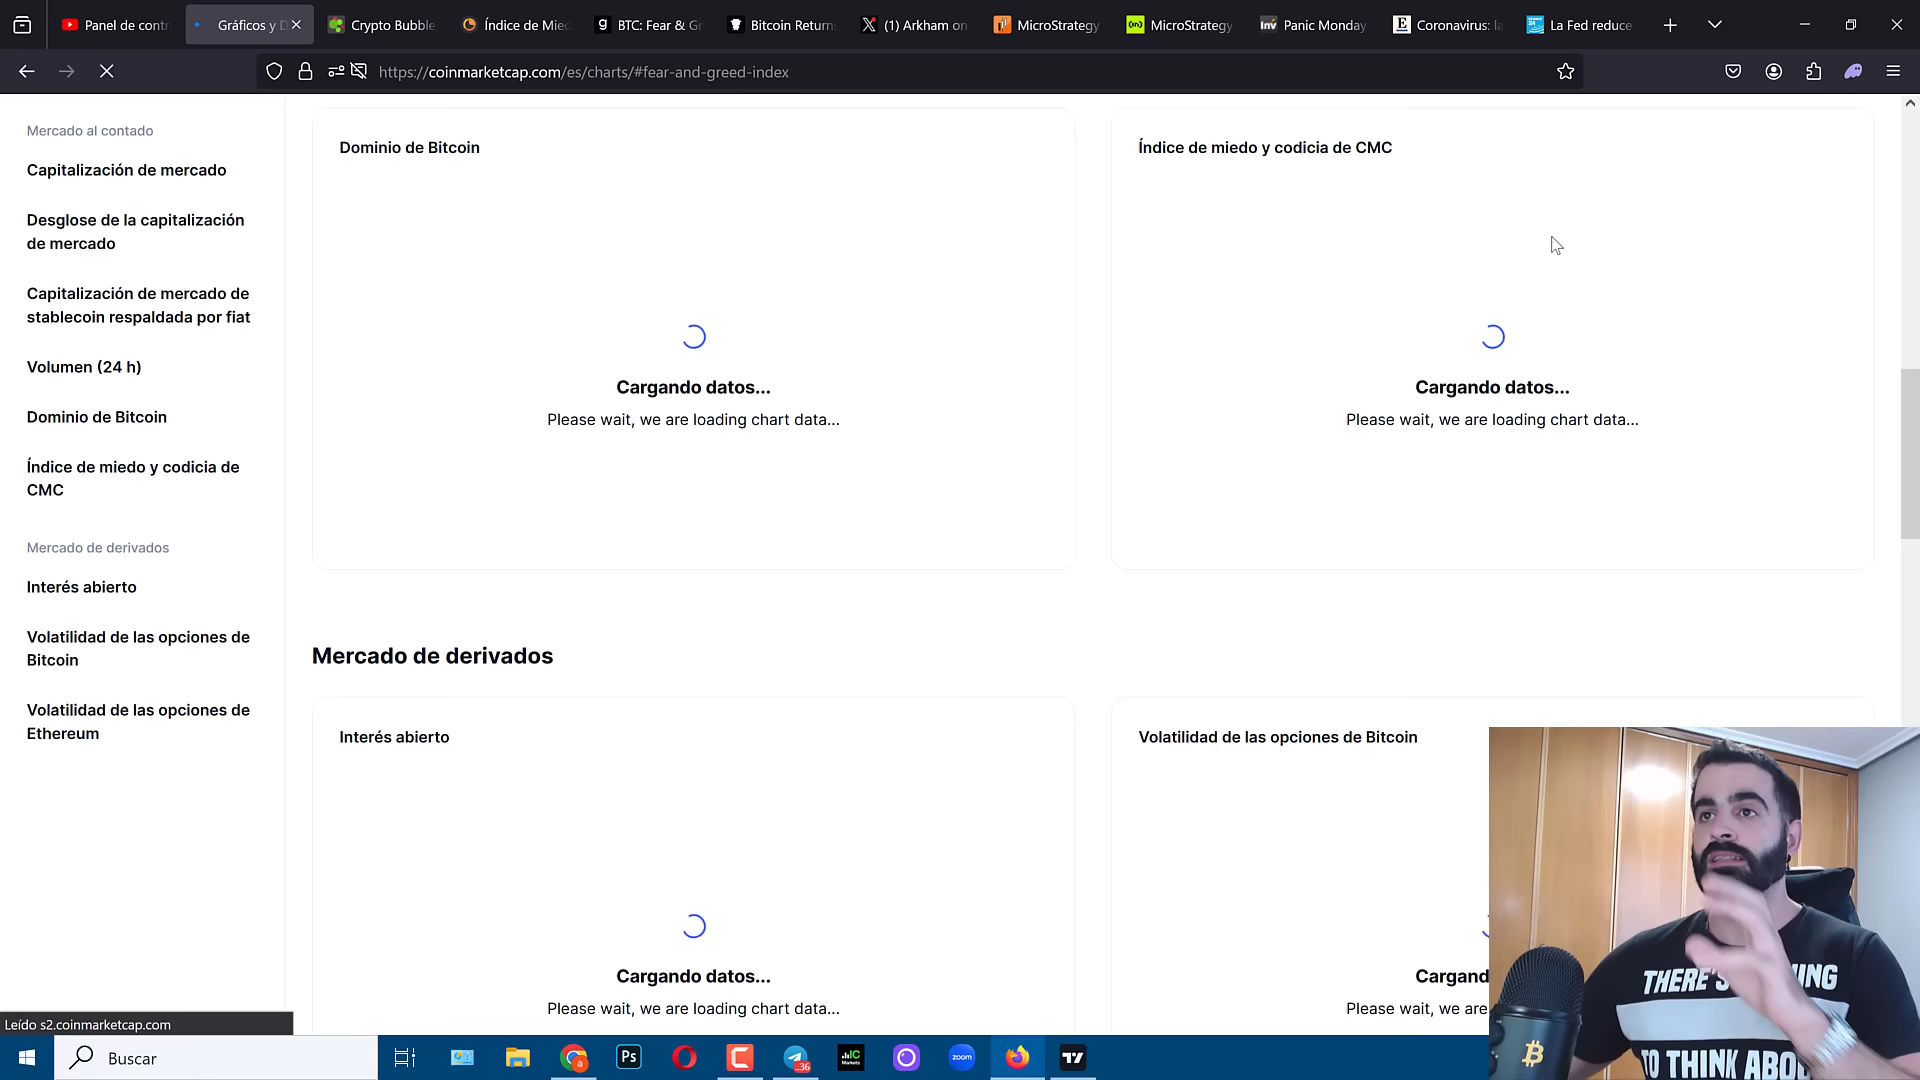 Panel de contr
Gráficos y D
Crypto Bubble
Índice de Mied
BTC: Fear & Gr
Bitcoin Return
(1) Arkham on
MicroStrategy
MicroStrategy
Panic Monday
Coronavirus: la
La Fed reduce
https://coinmarketcap.com/es/charts/#fear-and-greed-index
Mercado al contado
Capitalización de mercado
Desglose de la capitalización
de mercado
Capitalización de mercado de
stablecoin respaldada por fiat
Volumen (24 h)
Dominio de Bitcoin
Índice de miedo y codicia de
CMC
Mercado de derivados
Interés abierto
Volatilidad de las opciones de
Bitcoin
Volatilidad de las opciones de
Ethereum
Dominio de Bitcoin
Cargando datos...
Please wait, we are loading chart data...
Índice de miedo y codicia de CMC
Cargando datos...
Please wait, we are loading chart data...
Mercado de derivados
Interés abierto
Cargando datos...
Please wait, we are loading chart data...
Volatilidad de las opciones de Bitcoin
Cargand
Please wait, we are
THERE'S
TO THINK ABOU
Leído s2.coinmarketcap.com
Buscar
Ps
36
IC
Markets
zoom